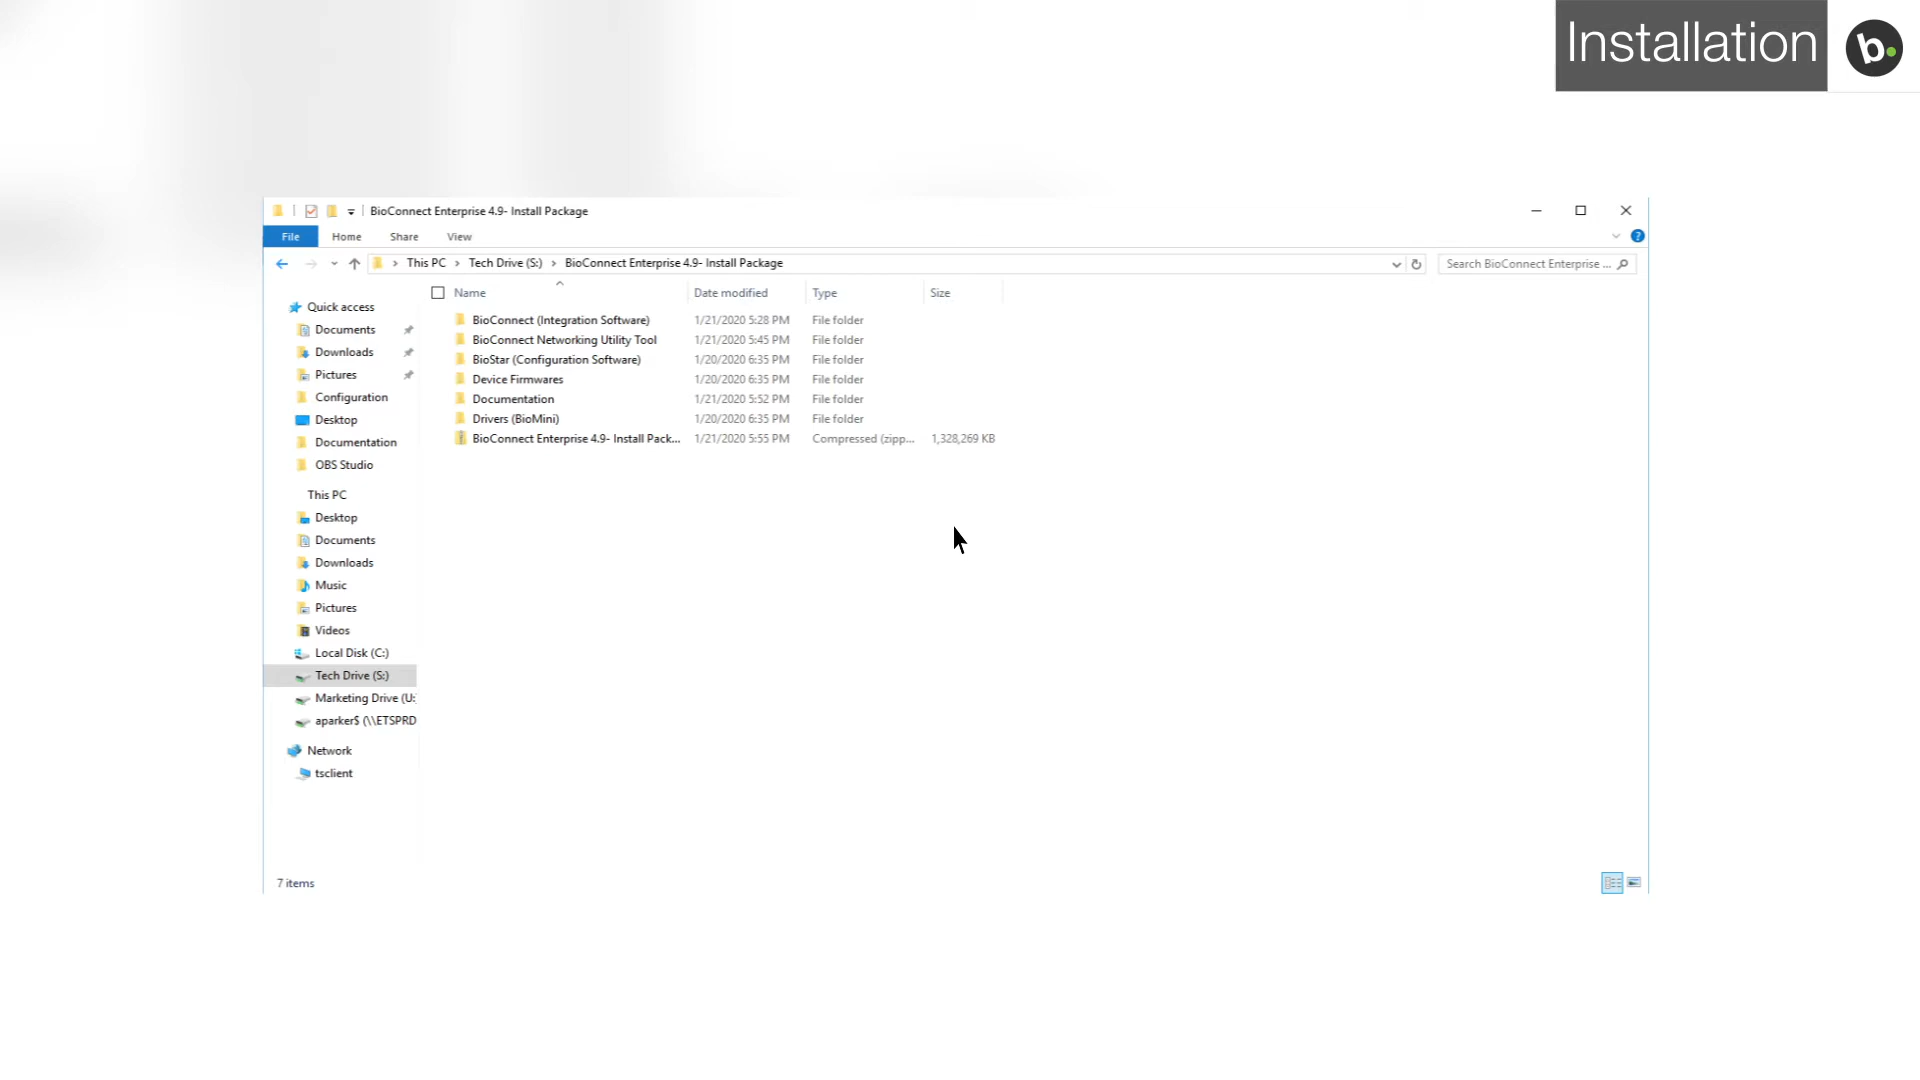 Installation
b.
BioConnect Enterprise 4.9- Install Package
File Home Share View
This PC > Tech Drive (S:) > BioConnect Enterprise 4.9- Install Package
Search BioConnect Enterprise ...
Name Date modified Type Size
BioConnect (Integration Software) 1/21/2020 5:28 PM File folder
BioConnect Networking Utility Tool 1/21/2020 5:45 PM File folder
BioStar (Configuration Software) 1/20/2020 6:35 PM File folder
Device Firmwares 1/20/2020 6:35 PM File folder
Documentation 1/21/2020 5:52 PM File folder
Drivers (BioMini) 1/20/2020 6:35 PM File folder
BioConnect Enterprise 4.9- Install Pack... 1/21/2020 5:55 PM Compressed (zipp... 1,328,269 KB
Quick access
Documents
Downloads
Pictures
Configuration
Desktop
Documentation
OBS Studio
This PC
Desktop
Documents
Downloads
Music
Pictures
Videos
Local Disk (C:)
Tech Drive (S:)
Marketing Drive (U:
aparker$ (\\ETSPRD
Network
tsclient
7 items